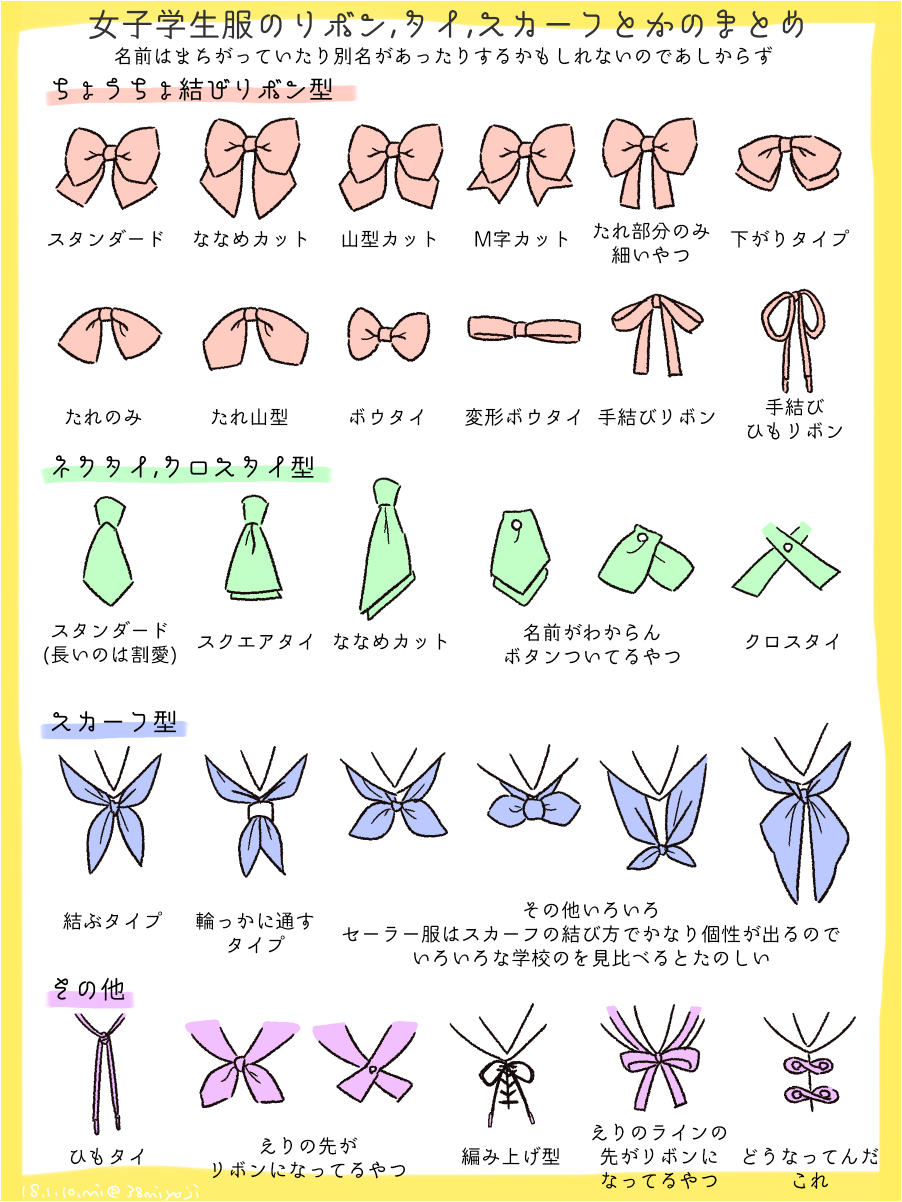 女子学生服のリボン,タイ,スカーフとかのまとめ
名前はまちがっていたり別名があったりするかもしれないのであしからず
ちょうちょ結びリボン型
スタンダード
ななめカット
山型カット
M字カット
たれ部分のみ
細いやつ
下がりタイプ
たれのみ
たれ山型
ボウタイ
変形ボウタイ
手結びリボン
手結び
ひもリボン
ネクタイ,クロスタイ型
スタンダード
(長いのは割愛)
スクエアタイ
ななめカット
名前がわからん
ボタンついてるやつ
クロスタイ
スカーフ型
結ぶタイプ
輪っかに通す
タイプ
その他いろいろ
セーラー服はスカーフの結び方でかなり個性が出るので
いろいろな学校のを見比べるとたのしい
その他
ひもタイ
えりの先が
リボンになってるやつ
編み上げ型
えりのラインの
先がリボンに
なってるやつ
どうなってんだ
これ
18.1.10.mi@38miyoji